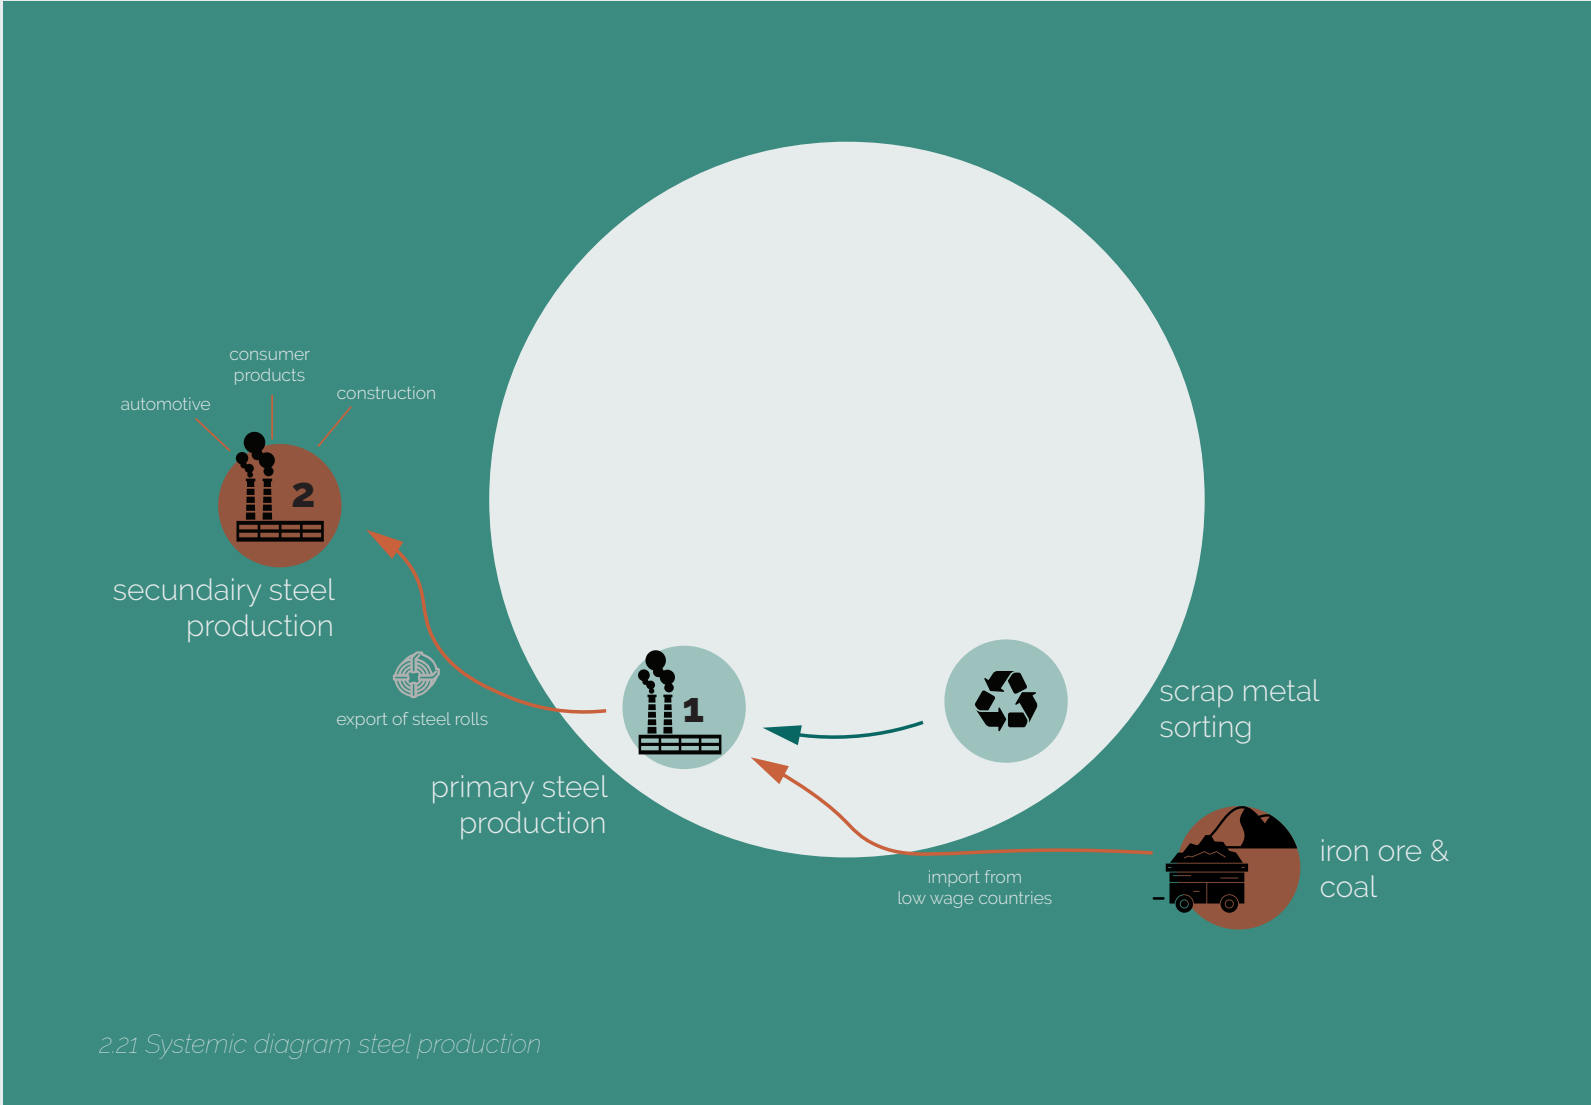 consumer
products
automotive
construction
2
secundairy steel
production
export of steel rolls
1
primary steel
production
scrap metal
sorting
iron ore &
coal
import from
low wage countries
2.21 Systemic diagram steel production